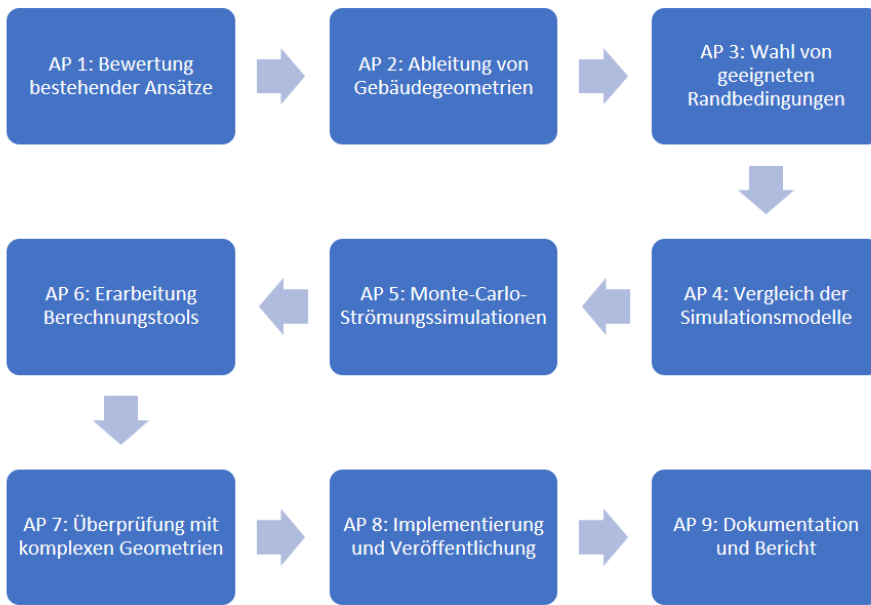 AP 1: Bewertung
bestehender Ansätze
AP 2: Ableitung von
Gebäudegeometrien
AP 3: Wahl von
geeigneten
Randbedingungen
AP 4: Vergleich der
Simulationsmodelle
AP 5: Monte-Carlo-
Strömungssimulationen
AP 6: Erarbeitung
Berechnungstools
AP 7: Überprüfung mit
komplexen Geometrien
AP 8: Implementierung
und Veröffentlichung
AP 9: Dokumentation
und Bericht